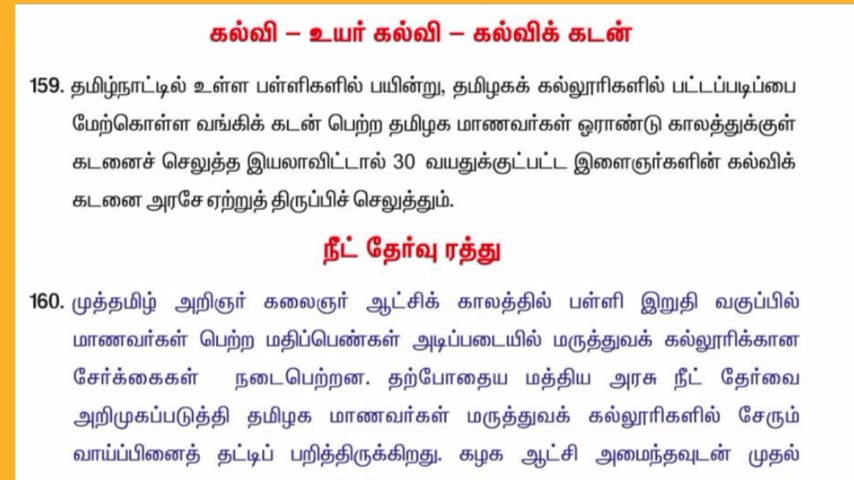 கல்வி – உயர் கல்வி – கல்விக் கடன்
159. தமிழ்நாட்டில் உள்ள பள்ளிகளில் பயின்று, தமிழகக் கல்லூரிகளில் பட்டப்படிப்பை
மேற்கொள்ள வங்கிக் கடன் பெற்ற தமிழக மாணவர்கள் ஓராண்டு காலத்துக்குள்
கடனைச் செலுத்த இயலாவிட்டால் 30 வயதுக்குட்பட்ட இளைஞர்களின் கல்விக்
கடனை அரசே ஏற்றுத் திருப்பிச் செலுத்தும்.
நீட் தேர்வு ரத்து
160. முத்தமிழ் அறிஞர் கலைஞர் ஆட்சிக் காலத்தில் பள்ளி இறுதி வகுப்பில்
மாணவர்கள் பெற்ற மதிப்பெண்கள் அடிப்படையில் மருத்துவக் கல்லூரிக்கான
சேர்க்கைகள் நடைபெற்றன. தற்போதைய மத்திய அரசு நீட் தேர்வை
அறிமுகப்படுத்தி தமிழக மாணவர்கள் மருத்துவக் கல்லூரிகளில் சேரும்
வாய்ப்பினைத் தட்டிப் பறித்திருக்கிறது. கழக ஆட்சி அமைந்தவுடன் முதல்